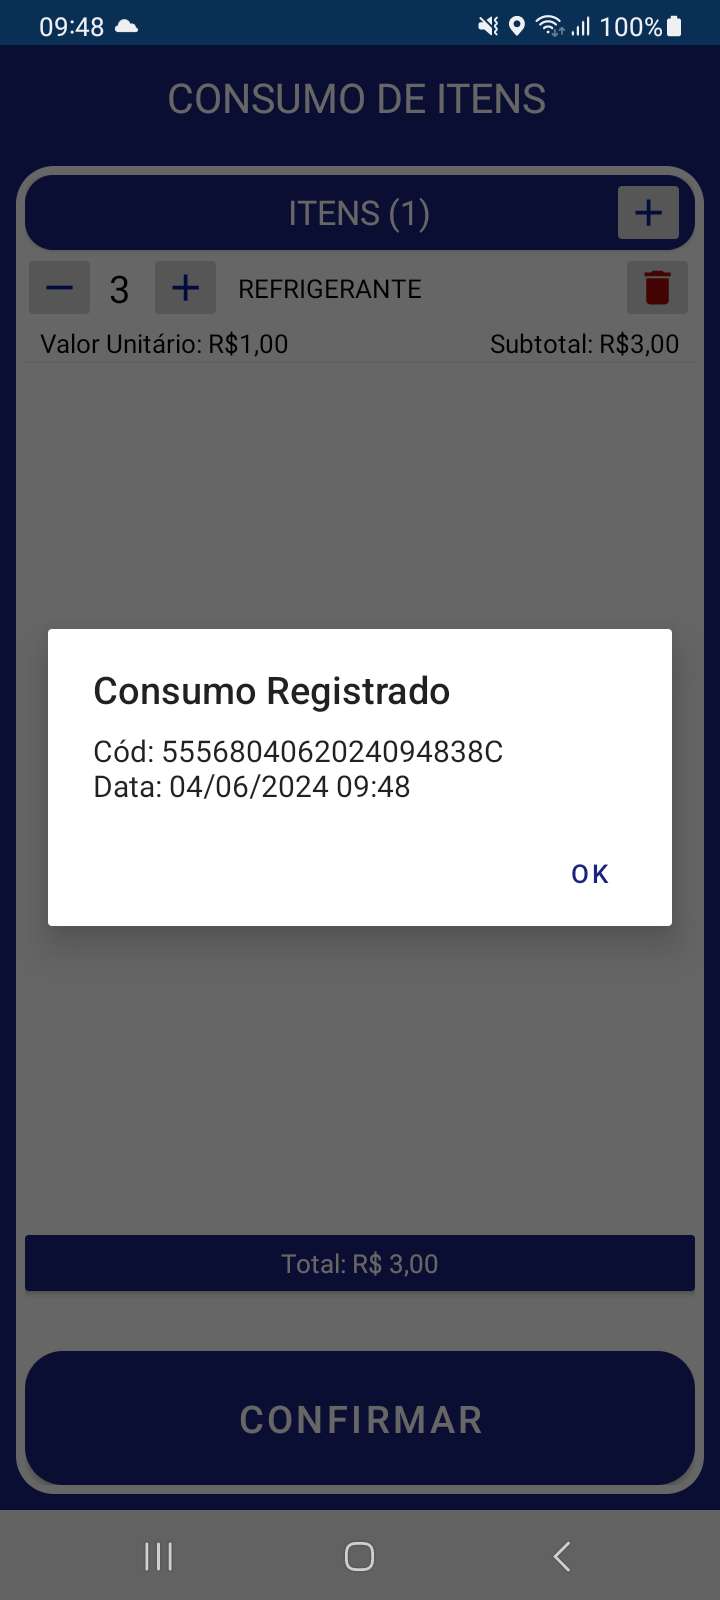 09:48 100%
CONSUMO DE ITENS
ITENS (1)
3 REFRIGERANTE
Valor Unitário: R$1,00 Subtotal: R$3,00
Consumo Registrado
Cód: 5556804062024094838C
Data: 04/06/2024 09:48
OK
Total: R$ 3,00
CONFIRMAR